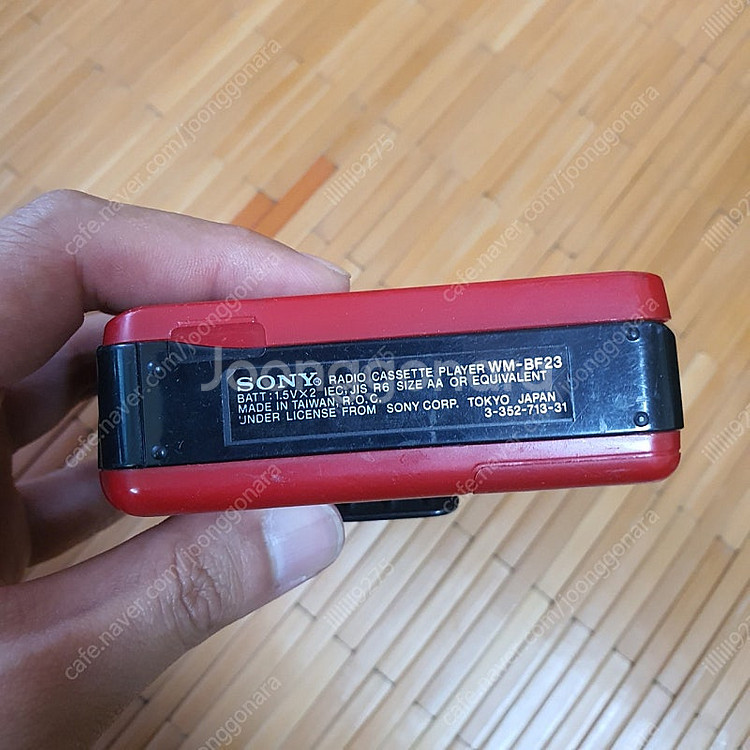 SONY® RADIO CASSETTE PLAYER WM-BF23
BATT: 1.5V×2 IEC, JIS R6 SIZE AA OR EQUIVALENT
MADE IN TAIWAN, R.O.C.
UNDER LICENSE FROM SONY CORP. TOKYO JAPAN
3-352-713-31
Joonggonara
cafe.naver.com/joonggonara
illlill9275